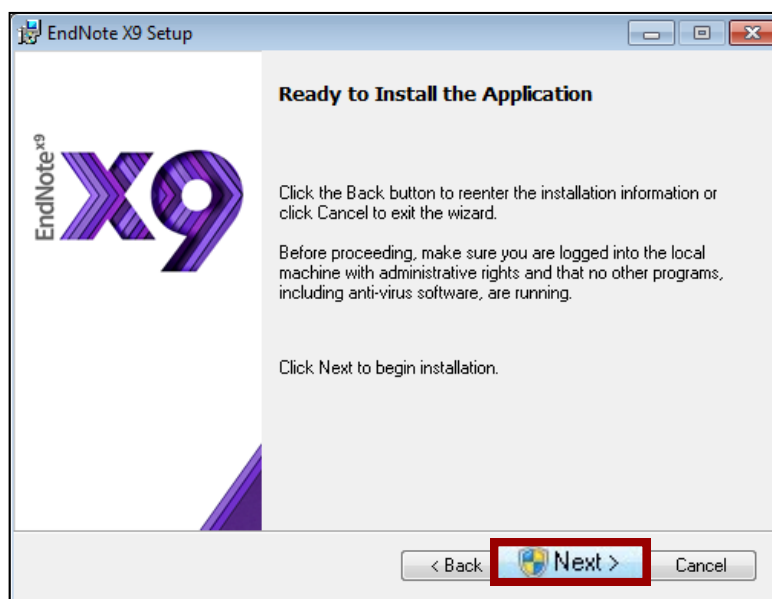 EndNote X9 Setup
Ready to Install the Application
EndNote x9
X9
Click the Back button to reenter the installation information or
click Cancel to exit the wizard.
Before proceeding, make sure you are logged into the local
machine with administrative rights and that no other programs,
including anti-virus software, are running.
Click Next to begin installation.
< Back
Next >
Cancel